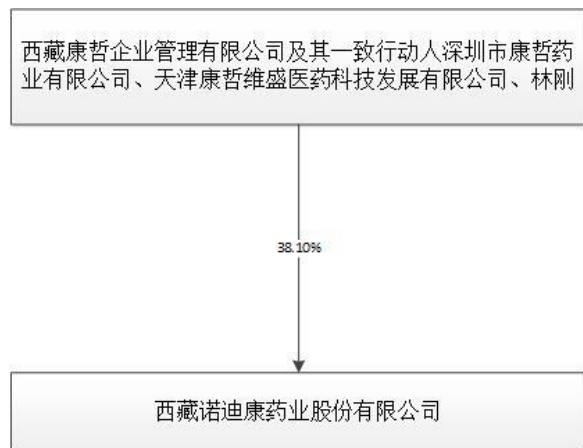 西藏康哲企业管理有限公司及其一致行动人深圳市康哲药
业有限公司、天津康哲维盛医药科技发展有限公司、林刚
38.10%
西藏诺迪康药业股份有限公司